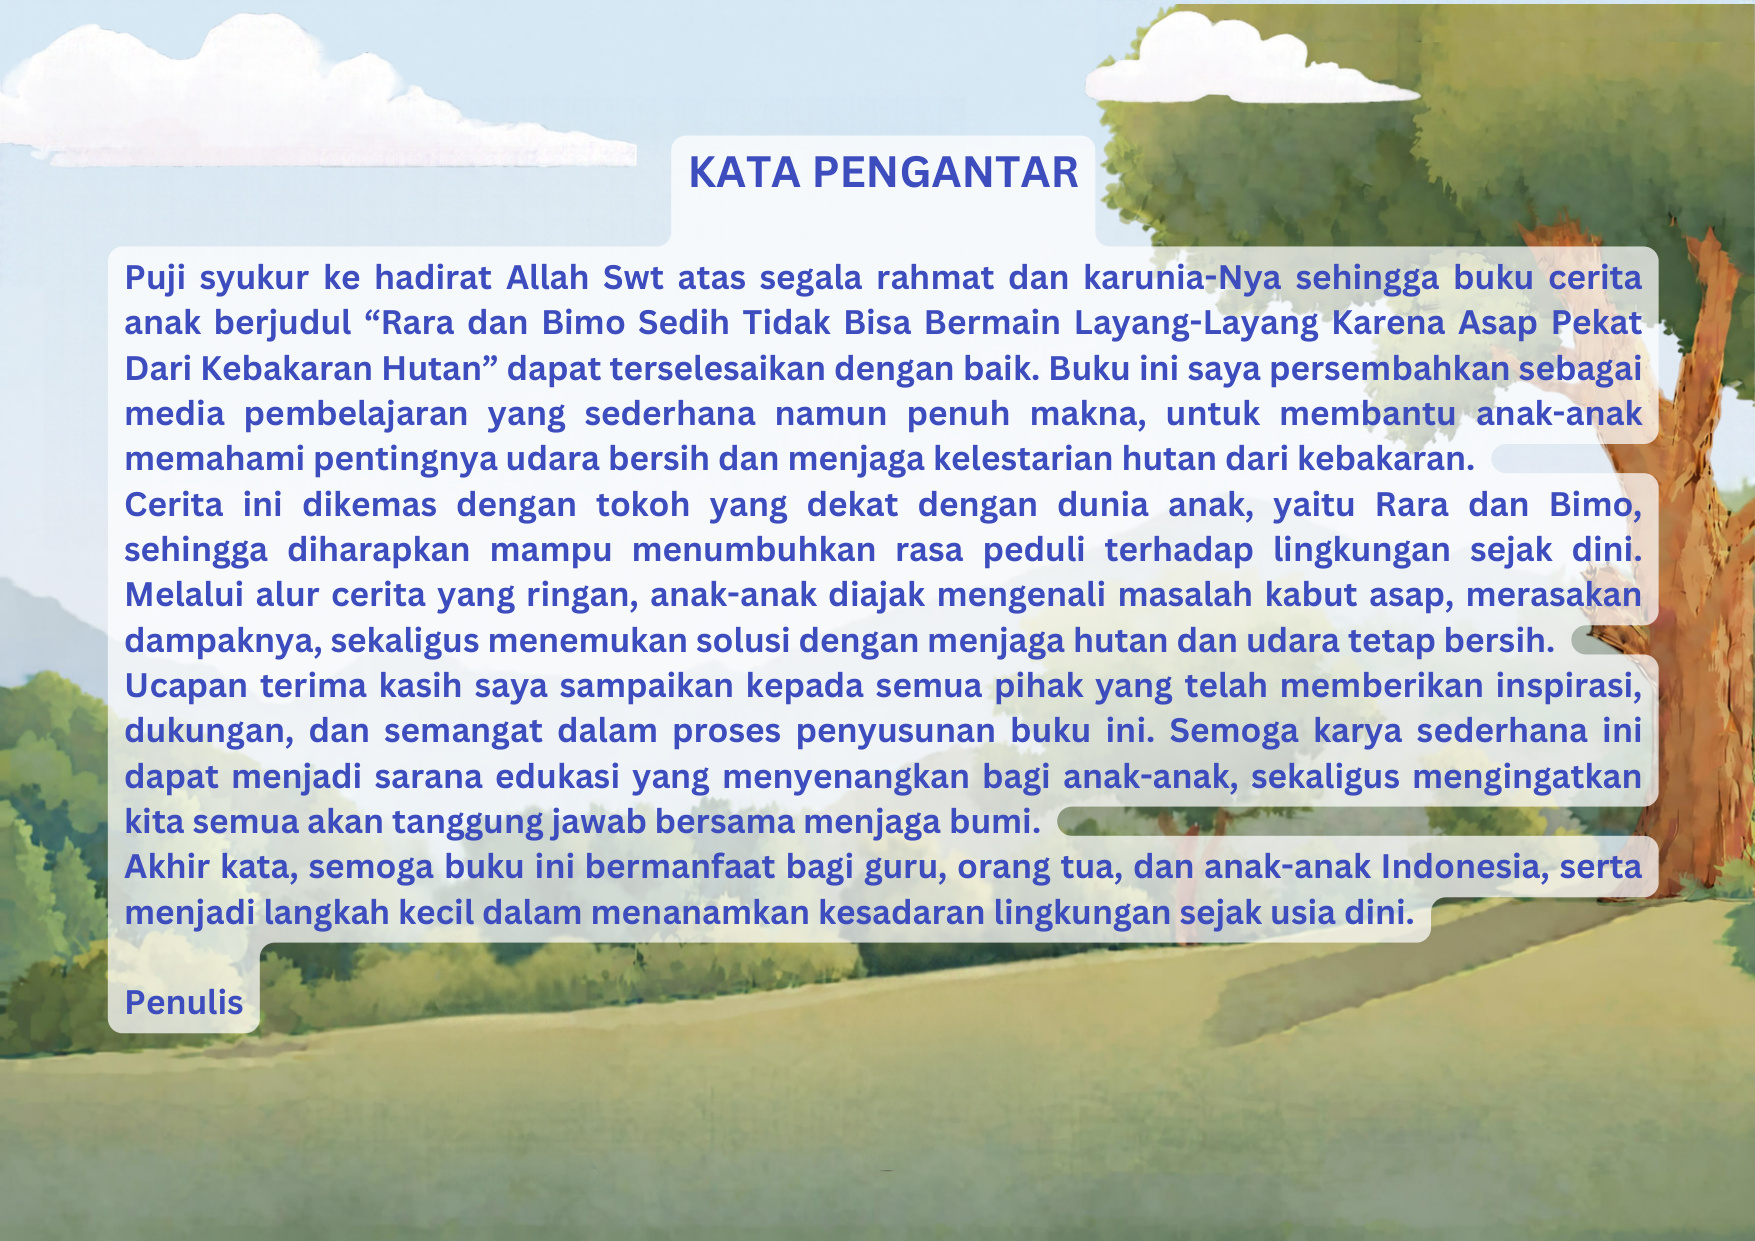 KATA PENGANTAR
Puji syukur ke hadirat Allah Swt atas segala rahmat dan karunia-Nya sehingga buku cerita
anak berjudul “Rara dan Bimo Sedih Tidak Bisa Bermain Layang-Layang Karena Asap Pekat
Dari Kebakaran Hutan” dapat terselesaikan dengan baik. Buku ini saya persembahkan sebagai
media pembelajaran yang sederhana namun penuh makna, untuk membantu anak-anak
memahami pentingnya udara bersih dan menjaga kelestarian hutan dari kebakaran.
Cerita ini dikemas dengan tokoh yang dekat dengan dunia anak, yaitu Rara dan Bimo,
sehingga diharapkan mampu menumbuhkan rasa peduli terhadap lingkungan sejak dini.
Melalui alur cerita yang ringan, anak-anak diajak mengenali masalah kabut asap, merasakan
dampaknya, sekaligus menemukan solusi dengan menjaga hutan dan udara tetap bersih.
Ucapan terima kasih saya sampaikan kepada semua pihak yang telah memberikan inspirasi,
dukungan, dan semangat dalam proses penyusunan buku ini. Semoga karya sederhana ini
dapat menjadi sarana edukasi yang menyenangkan bagi anak-anak, sekaligus mengingatkan
kita semua akan tanggung jawab bersama menjaga bumi.
Akhir kata, semoga buku ini bermanfaat bagi guru, orang tua, dan anak-anak Indonesia, serta
menjadi langkah kecil dalam menanamkan kesadaran lingkungan sejak usia dini.
Penulis